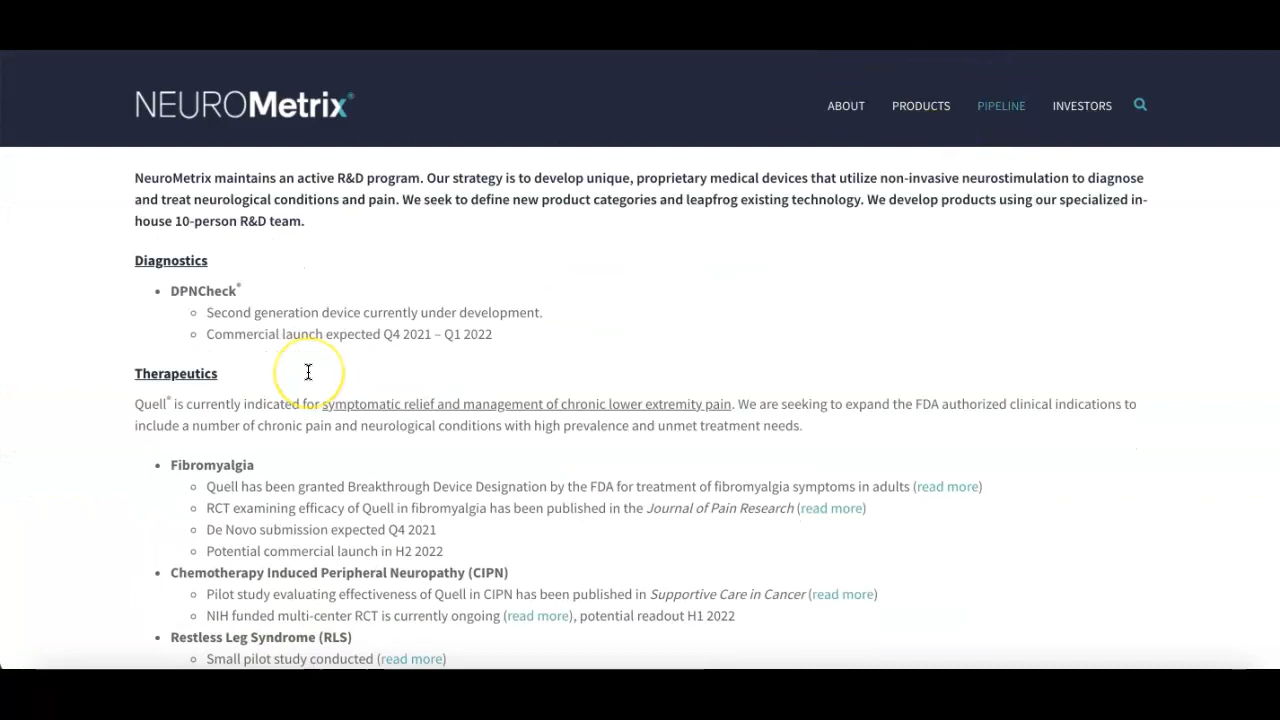 NEUROMetrix®
ABOUT PRODUCTS PIPELINE INVESTORS
NeuroMetrix maintains an active R&D program. Our strategy is to develop unique, proprietary medical devices that utilize non-invasive neurostimulation to diagnose
and treat neurological conditions and pain. We seek to define new product categories and leapfrog existing technology. We develop products using our specialized in-
house 10-person R&D team.
Diagnostics
• DPNCheck®
○ Second generation device currently under development.
○ Commercial launch expected Q4 2021 – Q1 2022
Therapeutics
Quell® is currently indicated for symptomatic relief and management of chronic lower extremity pain. We are seeking to expand the FDA authorized clinical indications to
include a number of chronic pain and neurological conditions with high prevalence and unmet treatment needs.
• Fibromyalgia
○ Quell has been granted Breakthrough Device Designation by the FDA for treatment of fibromyalgia symptoms in adults (read more)
○ RCT examining efficacy of Quell in fibromyalgia has been published in the Journal of Pain Research (read more)
○ De Novo submission expected Q4 2021
○ Potential commercial launch in H2 2022
• Chemotherapy Induced Peripheral Neuropathy (CIPN)
○ Pilot study evaluating effectiveness of Quell in CIPN has been published in Supportive Care in Cancer (read more)
○ NIH funded multi-center RCT is currently ongoing (read more), potential readout H1 2022
• Restless Leg Syndrome (RLS)
○ Small pilot study conducted (read more)